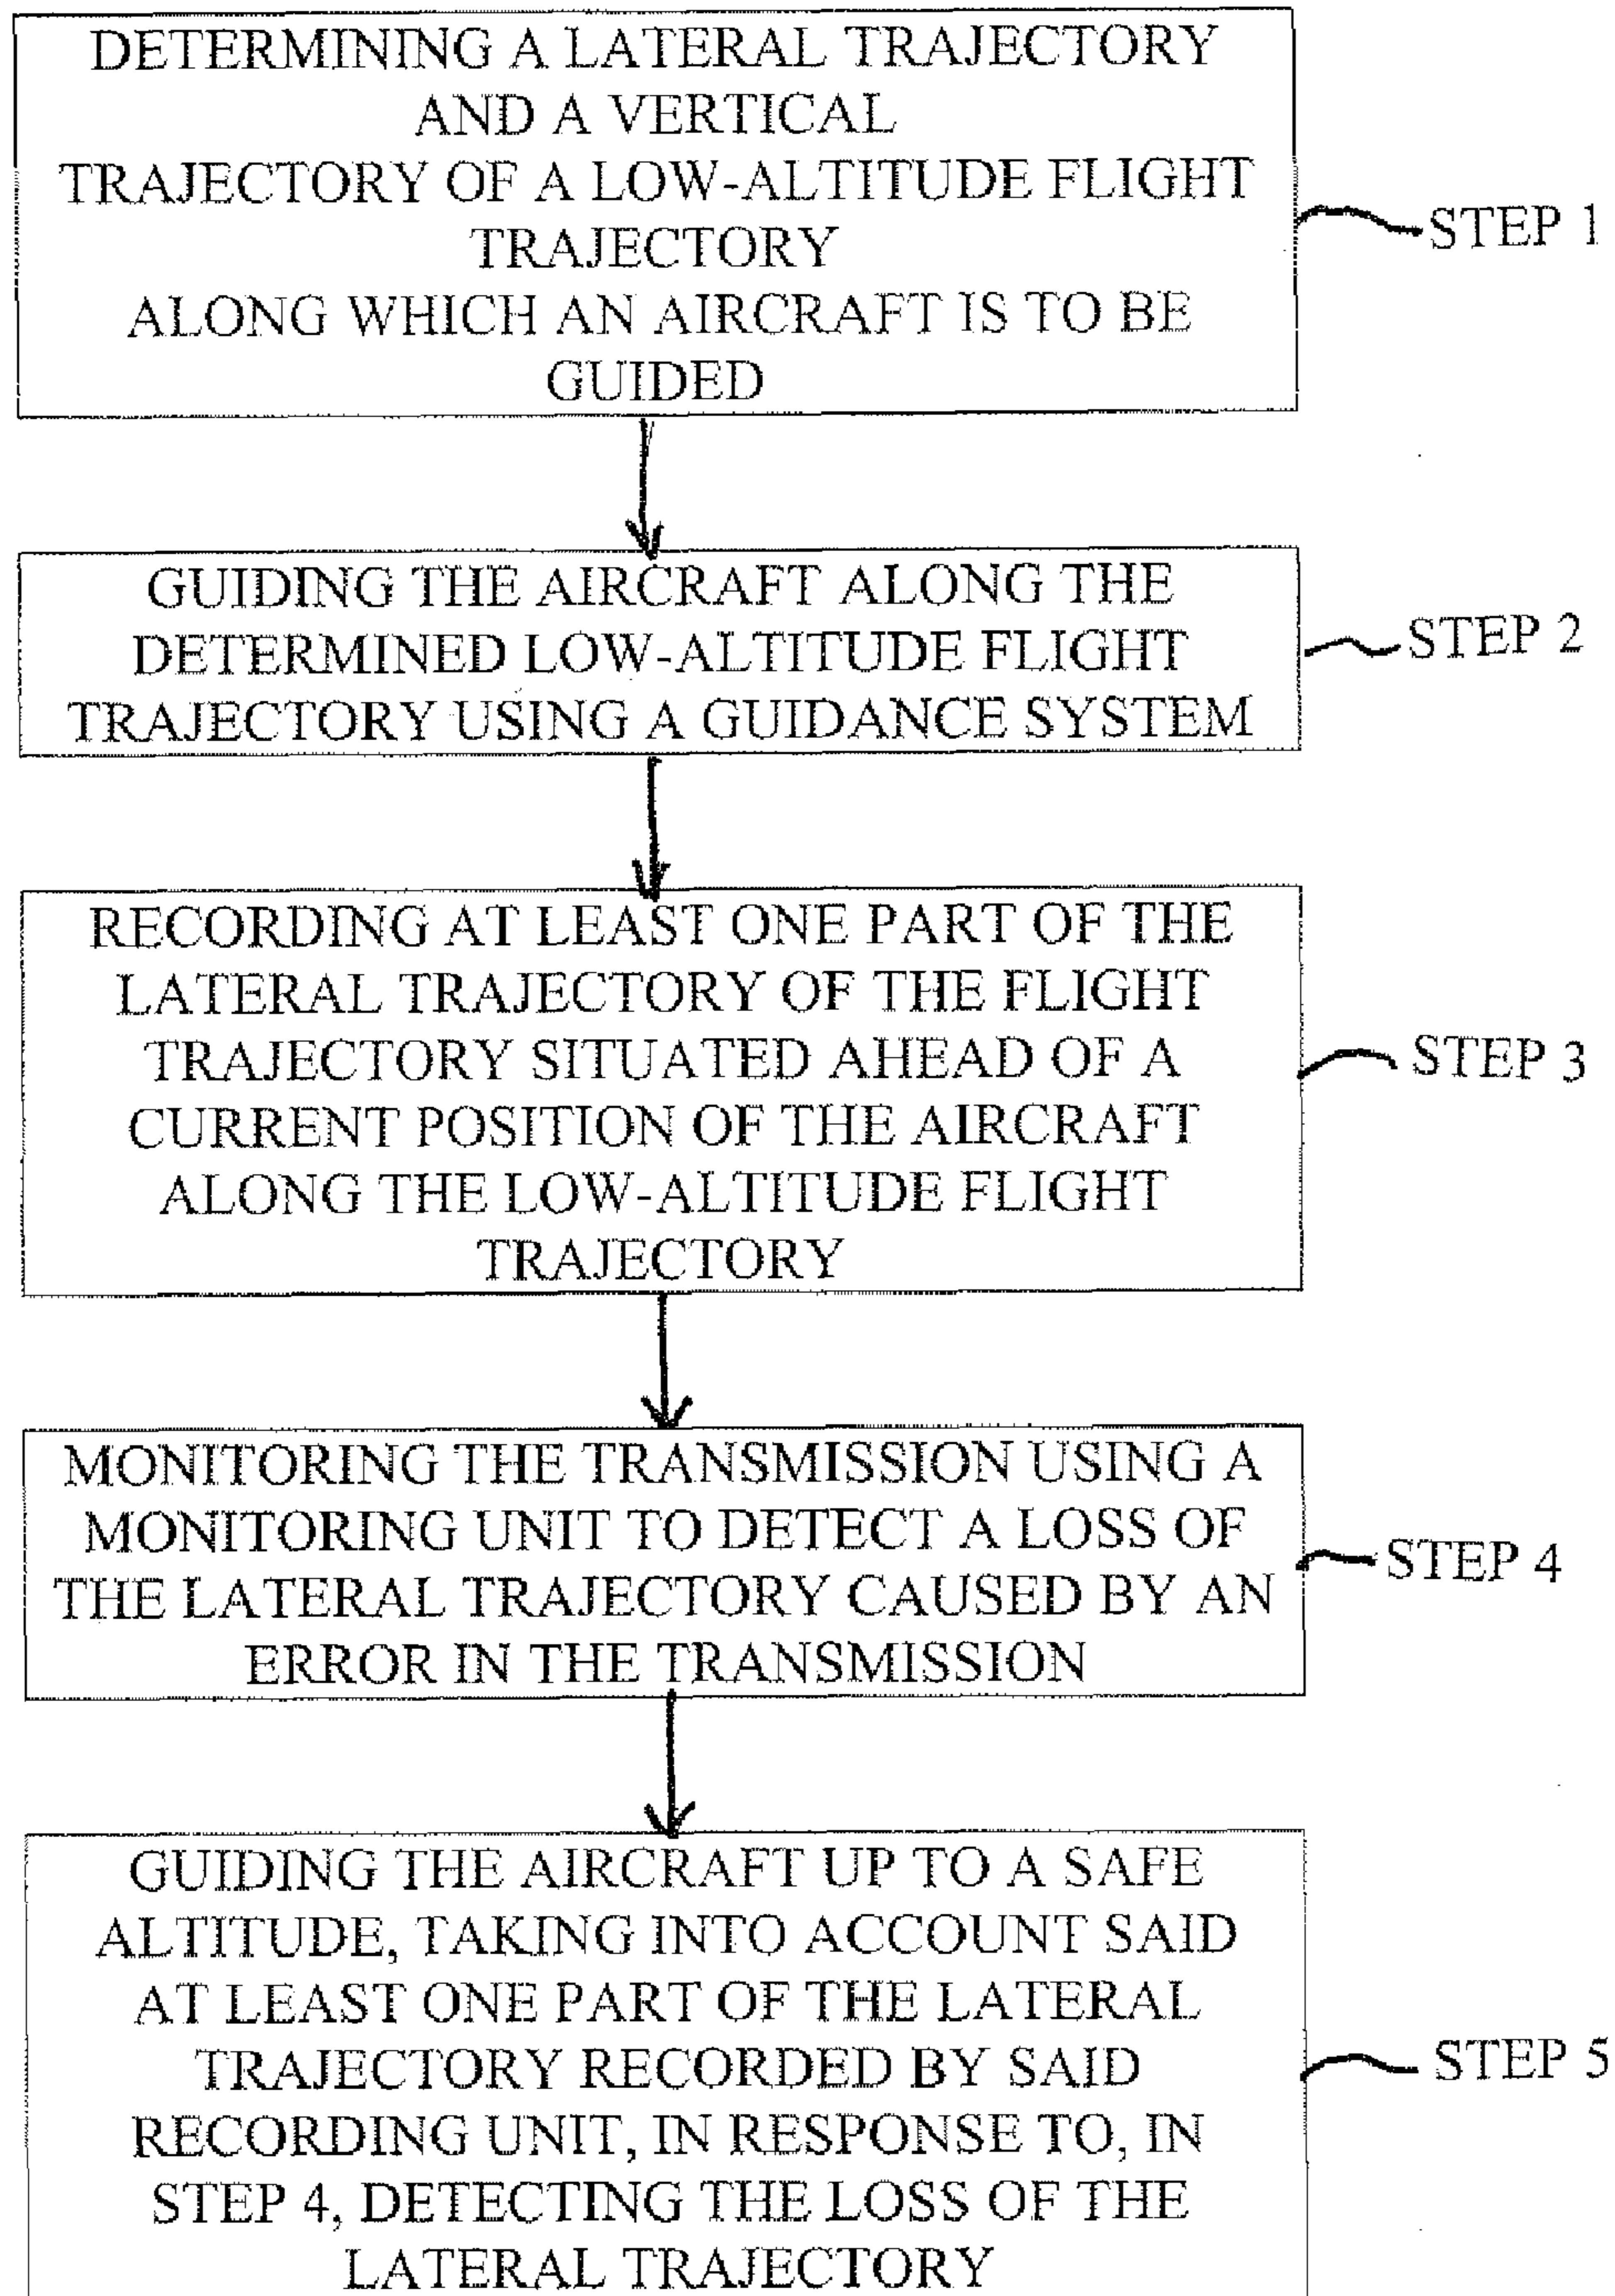 DETERMINING A LATERAL TRAJECTORY
AND A VERTICAL
TRAJECTORY OF A LOW-ALTITUDE FLIGHT
TRAJECTORY
ALONG WHICH AN AIRCRAFT IS TO BE
GUIDED
STEP 1
GUIDING THE AIRCRAFT ALONG THE
DETERMINED LOW-ALTITUDE FLIGHT
TRAJECTORY USING A GUIDANCE SYSTEM
STEP 2
RECORDING AT LEAST ONE PART OF THE
LATERAL TRAJECTORY OF THE FLIGHT
TRAJECTORY SITUATED AHEAD OF A
CURRENT POSITION OF THE AIRCRAFT
ALONG THE LOW-ALTITUDE FLIGHT
TRAJECTORY
STEP 3
MONITORING THE TRANSMISSION USING A
MONITORING UNIT TO DETECT A LOSS OF
THE LATERAL TRAJECTORY CAUSED BY AN
ERROR IN THE TRANSMISSION
STEP 4
GUIDING THE AIRCRAFT UP TO A SAFE
ALTITUDE, TAKING INTO ACCOUNT SAID
AT LEAST ONE PART OF THE LATERAL
TRAJECTORY RECORDED BY SAID
RECORDING UNIT, IN RESPONSE TO, IN
STEP 4, DETECTING THE LOSS OF THE
LATERAL TRAJECTORY
STEP 5